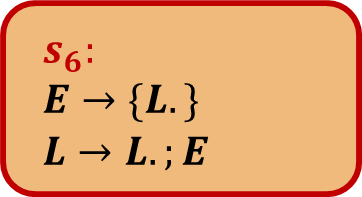 s₆:
E → {L.}
L → L.; E